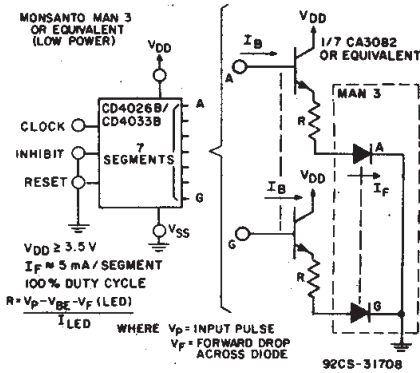 MONSANTO MAN 3
OR EQUIVALENT
(LOW POWER)
VDD
CD4026B/
CD4033B
7
SEGMENTS
A
G
CLOCK
INHIBIT
RESET
VSS
VDD ≥ 3.5 V
IF ≈ 5 mA/SEGMENT
100% DUTY CYCLE
R = VP-VBE-VF (LED)
ILED
WHERE VP = INPUT PULSE
VF = FORWARD DROP
ACROSS DIODE
IB
VDD
A
1/7 CA3082
OR EQUIVALENT
R
MAN 3
A
IF
IB
VDD
G
R
G
92CS-31708